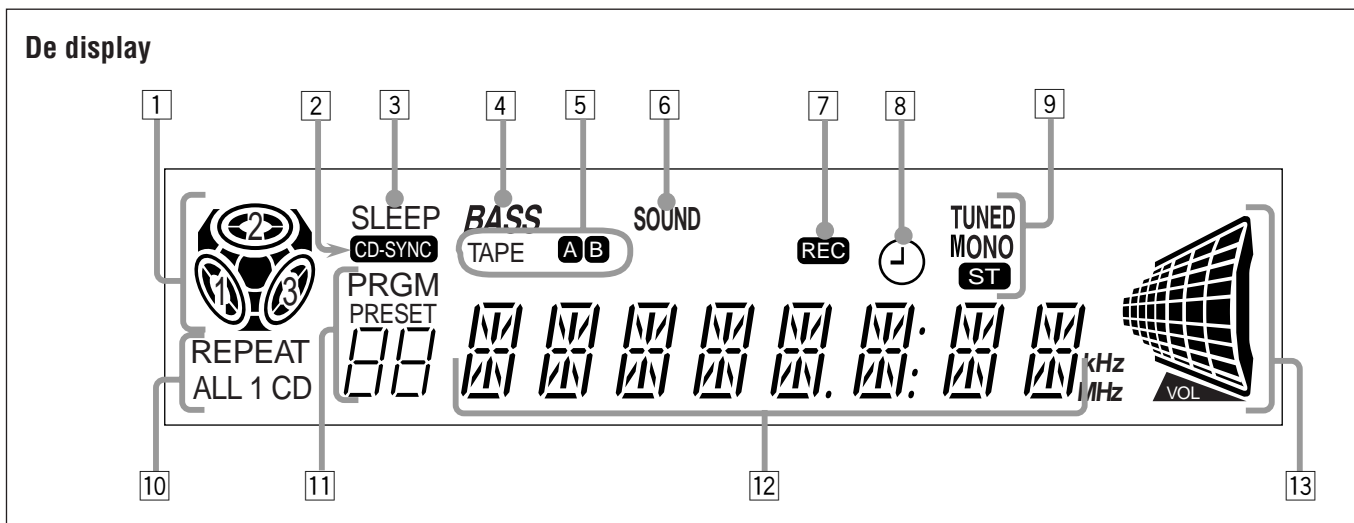 De display
1 2 3 4 5 6 7 8 9
SLEEP BASS SOUND TUNED
CD-SYNC TAPE A B REC MONO
ST
2
1 3
PRGM
PRESET
REPEAT
ALL 1 CD
kHz
MHz
VOL
10 11 12 13